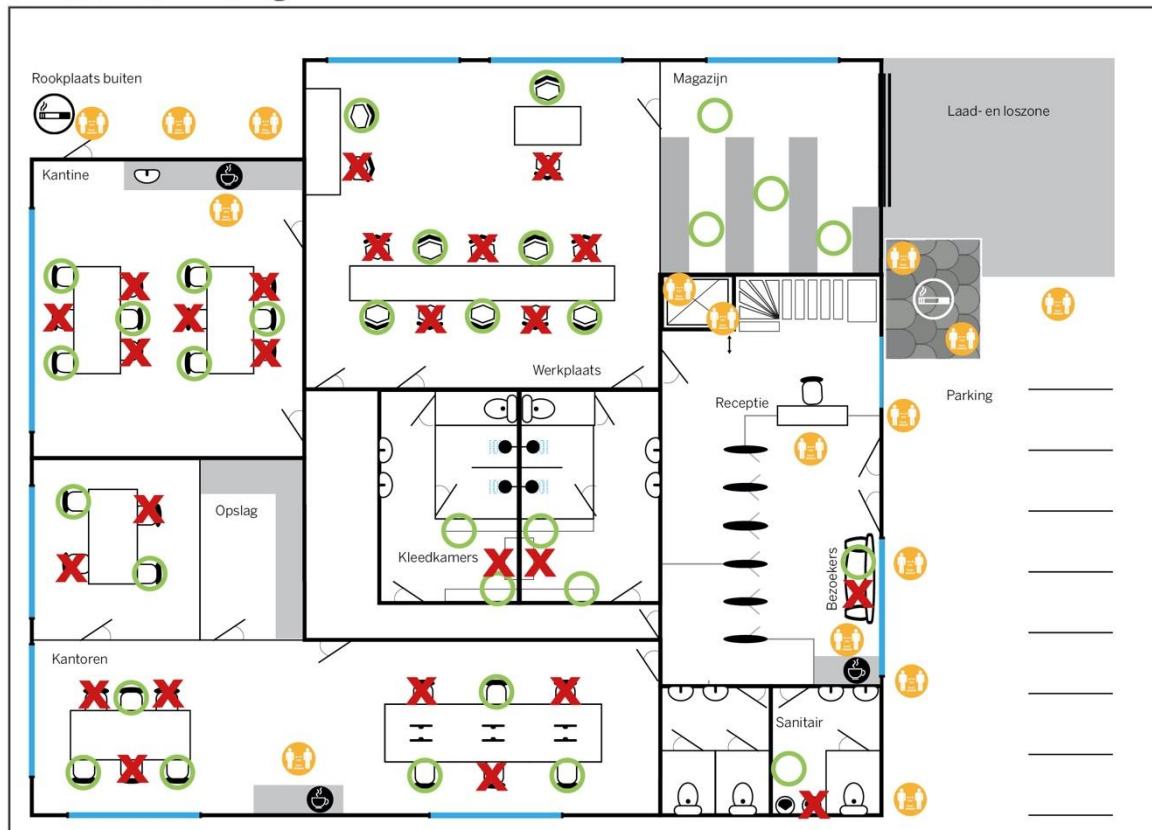 Rookplaats buiten
Magazijn
Laad- en loszone
Kantine
Werkplaats
Receptie
Parking
Opslag
Kleedkamers
Bezoekers
Kantoren
Sanitair